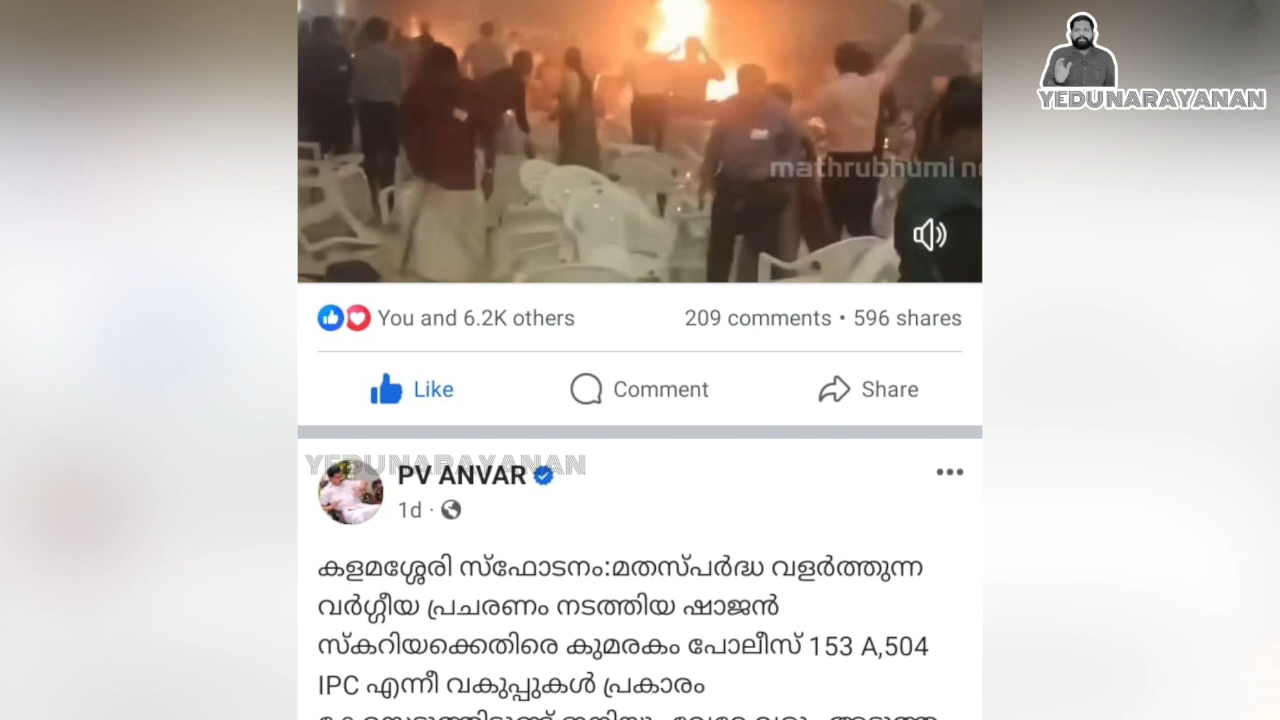 YEDUNARAYANAN
mathrubhumi
You and 6.2K others
209 comments • 596 shares
Like
Comment
Share
YEDUNARAYANAN
PV ANVAR
1d ·
കളമശ്ശേരി സ്ഫോടനം:മതസ്പർദ്ധ വളർത്തുന്ന
വർഗ്ഗീയ പ്രചരണം നടത്തിയ ഷാജൻ
സ്കറിയക്കെതിരെ കുമരകം പോലീസ് 153 A,504
IPC എന്നീ വകുപ്പുകൾ പ്രകാരം